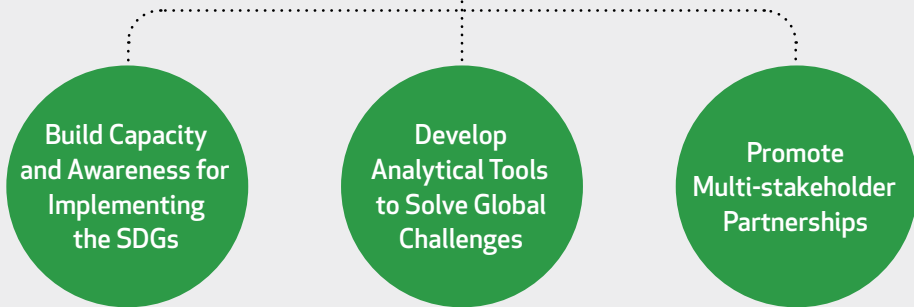 Build Capacity
and Awareness for
Implementing
the SDGs
Develop
Analytical Tools
to Solve Global
Challenges
Promote
Multi-stakeholder
Partnerships